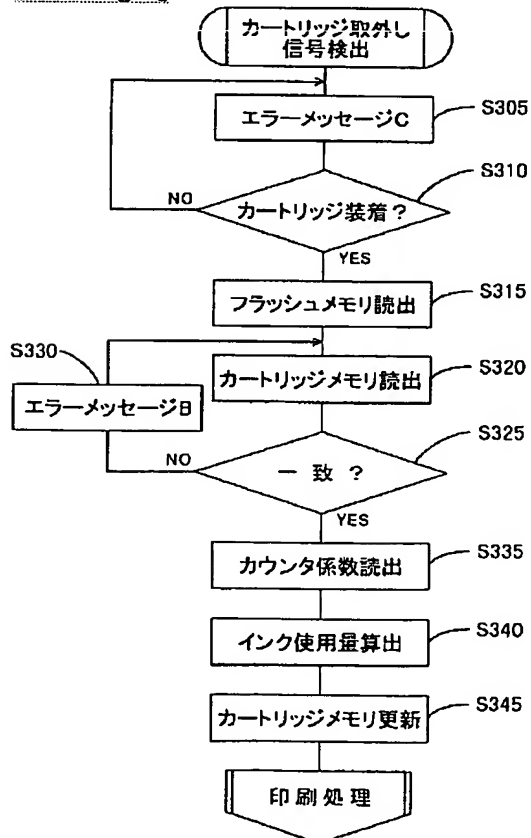 カートリッジ取外し
信号検出
エラーメッセージC
S305
S310
NO
カートリッジ装着？
YES
フラッシュメモリ読出
S315
S330
カートリッジメモリ読出
S320
エラーメッセージB
S325
NO
一 致 ？
YES
カウンタ係数読出
S335
インク使用量算出
S340
カートリッジメモリ更新
S345
印刷処理